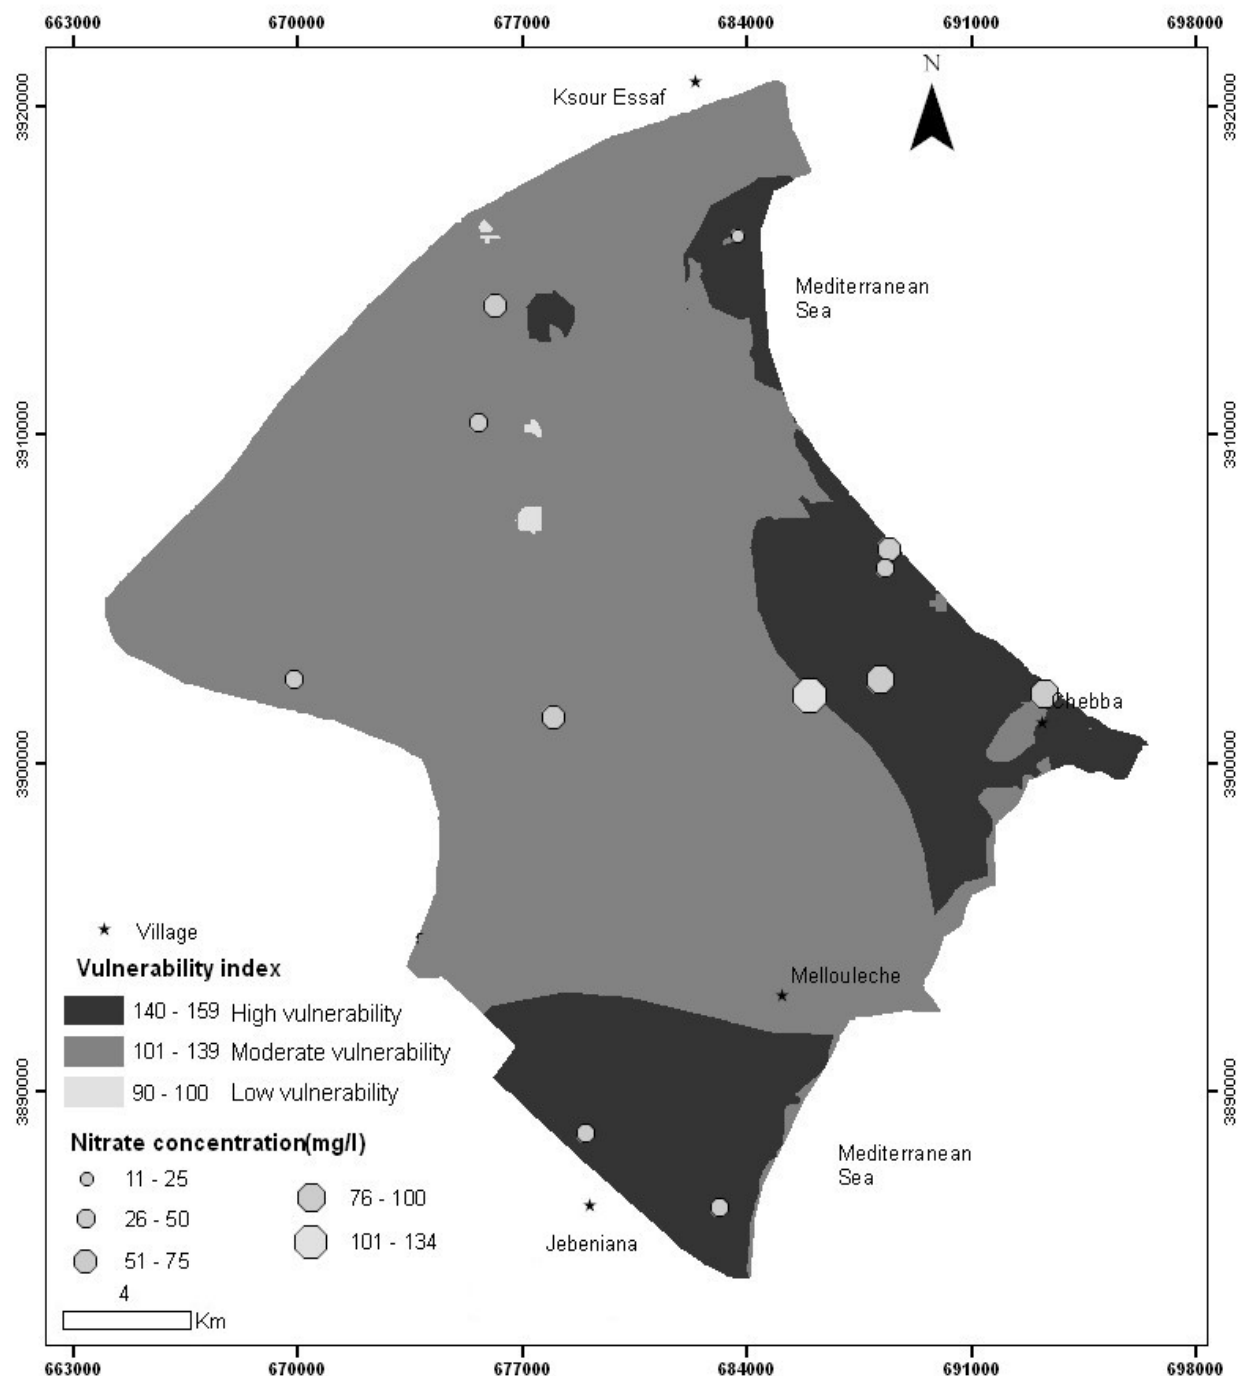 663000 670000 677000 684000 691000 698000
N
Ksour Essaf
3920000 3920000
Mediterranean
Sea
3910000 3910000
Chebba
3900000 3900000
Village
Mellouleche
Vulnerability index
140 - 159 High vulnerability
101 - 139 Moderate vulnerability
90 - 100 Low vulnerability
3890000 3890000
Nitrate concentration(mg/l)
11 - 25
26 - 50
51 - 75
76 - 100
101 - 134
Mediterranean
Sea
Jebeniana
4
Km
663000 670000 677000 684000 691000 698000